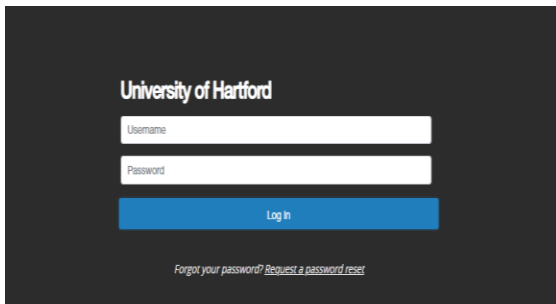 University of Hartford
Username
Password
Log In
Forgot your password? Request a password reset